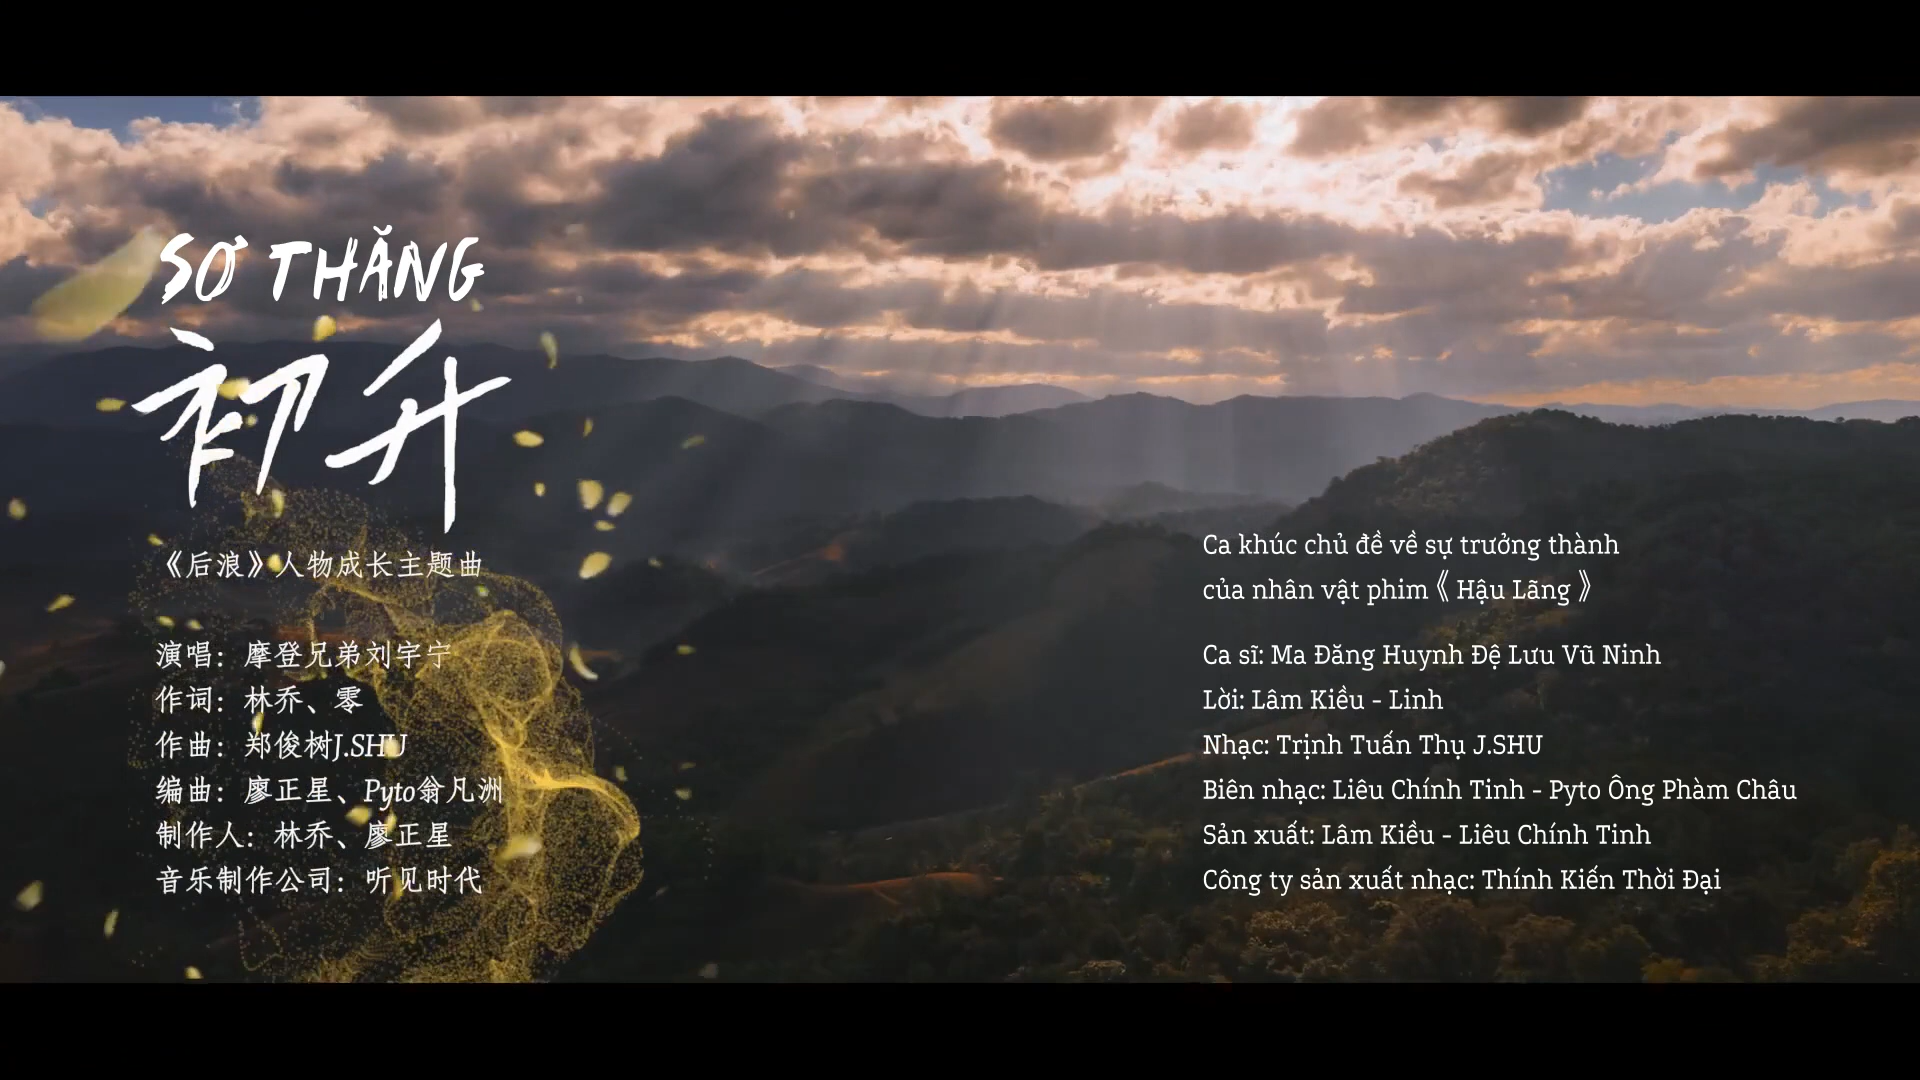 SƠ THĂNG
初升
《后浪》人物成长主题曲
演唱：摩登兄弟刘宇宁
作词：林乔、零
作曲：郑俊树J.SHU
编曲：廖正星、Pyto翁凡洲
制作人：林乔、廖正星
音乐制作公司：听见时代
Ca khúc chủ đề về sự trưởng thành
của nhân vật phim《 Hậu Lãng 》
Ca sĩ: Ma Đăng Huynh Đệ Lưu Vũ Ninh
Lời: Lâm Kiều - Linh
Nhạc: Trịnh Tuấn Thụ J.SHU
Biên nhạc: Liêu Chính Tinh - Pyto Ông Phàm Châu
Sản xuất: Lâm Kiều - Liêu Chính Tinh
Công ty sản xuất nhạc: Thính Kiến Thời Đại